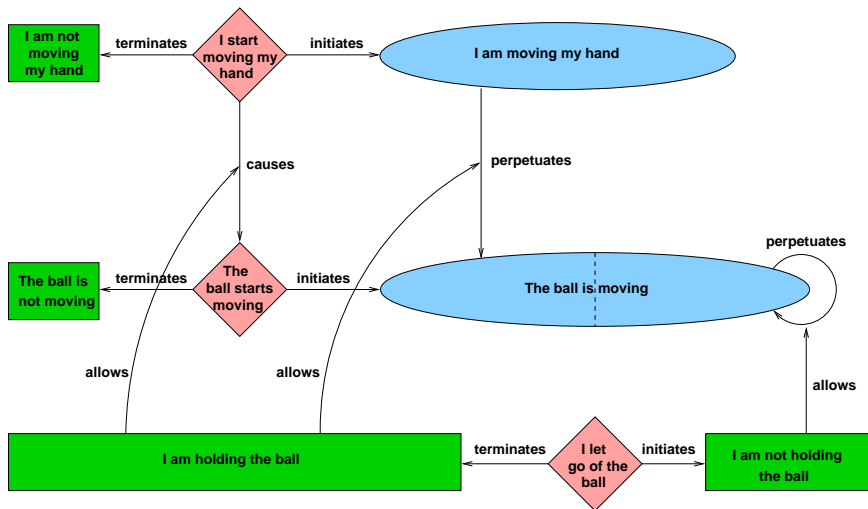 I am not
moving
my hand
terminates
I start
moving my
hand
initiates
I am moving my hand
causes
perpetuates
perpetuates
The ball is
not moving
terminates
The
ball starts
moving
initiates
The ball is moving
allows
allows
allows
I am holding the ball
terminates
I let
go of the
ball
initiates
I am not holding
the ball